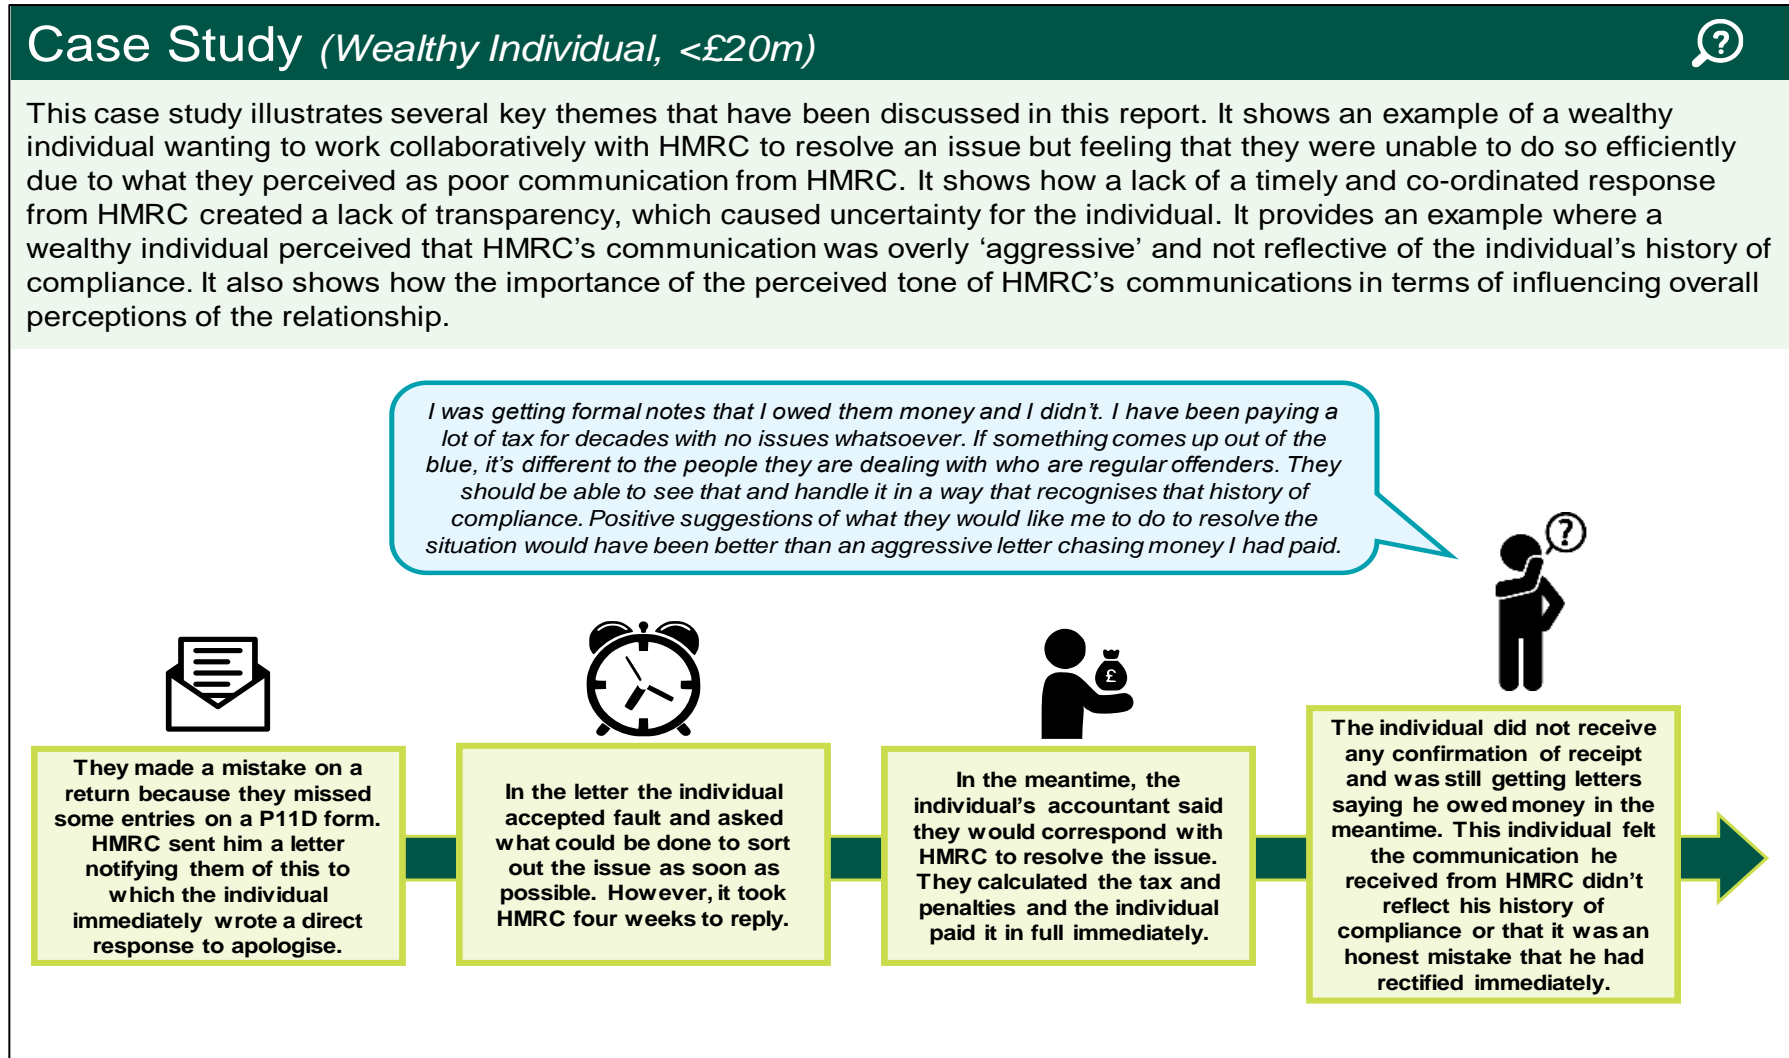 Case Study (Wealthy Individual, <£20m)
?
This case study illustrates several key themes that have been discussed in this report. It shows an example of a wealthy
individual wanting to work collaboratively with HMRC to resolve an issue but feeling that they were unable to do so efficiently
due to what they perceived as poor communication from HMRC. It shows how a lack of a timely and co-ordinated response
from HMRC created a lack of transparency, which caused uncertainty for the individual. It provides an example where a
wealthy individual perceived that HMRC’s communication was overly ‘aggressive’ and not reflective of the individual’s history of
compliance. It also shows how the importance of the perceived tone of HMRC’s communications in terms of influencing overall
perceptions of the relationship.
I was getting formal notes that I owed them money and I didn’t. I have been paying a
lot of tax for decades with no issues whatsoever. If something comes up out of the
blue, it’s different to the people they are dealing with who are regular offenders. They
should be able to see that and handle it in a way that recognises that history of
compliance. Positive suggestions of what they would like me to do to resolve the
situation would have been better than an aggressive letter chasing money I had paid.
?
£
They made a mistake on a
return because they missed
some entries on a P11D form.
HMRC sent him a letter
notifying them of this to
which the individual
immediately wrote a direct
response to apologise.
In the letter the individual
accepted fault and asked
what could be done to sort
out the issue as soon as
possible. However, it took
HMRC four weeks to reply.
In the meantime, the
individual’s accountant said
they would correspond with
HMRC to resolve the issue.
They calculated the tax and
penalties and the individual
paid it in full immediately.
The individual did not receive
any confirmation of receipt
and was still getting letters
saying he owed money in the
meantime. This individual felt
the communication he
received from HMRC didn’t
reflect his history of
compliance or that it was an
honest mistake that he had
rectified immediately.